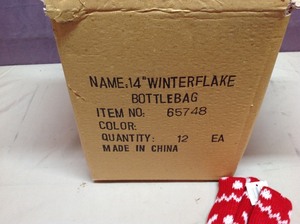 NAME:14"WINTERFLAKE
BOTTLEBAG
ITEM NO: 65748
COLOR:
QUANTITY: 12 EA
MADE IN CHINA